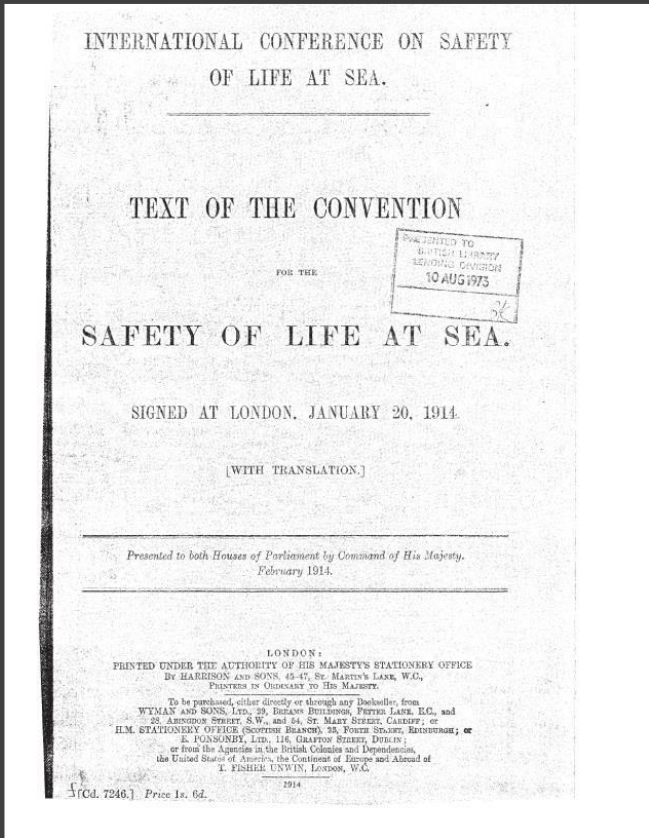 INTERNATIONAL CONFERENCE ON SAFETY
OF LIFE AT SEA.
TEXT OF THE CONVENTION
FOR THE
SAFETY OF LIFE AT SEA.
PRESENTED TO
BRITISH LIBRARY
LENDING DIVISION
10 AUG 1973
SIGNED AT LONDON, JANUARY 20, 1914.
[WITH TRANSLATION.]
Presented to both Houses of Parliament by Command of His Majesty.
February 1914.
LONDON:
PRINTED UNDER THE AUTHORITY OF HIS MAJESTY'S STATIONERY OFFICE
BY HARRISON AND SONS, 45-47, ST. MARTIN'S LANE, W.C.,
PRINTERS IN ORDINARY TO HIS MAJESTY.
To be purchased, either directly or through any Bookseller, from
WYMAN AND SONS, LTD., 29, BREAMS BUILDINGS, FETTER LANE, E.C., and
28, ABINGDON STREET, S.W., and 54, ST. MARY STREET, CARDIFF; or
H.M. STATIONERY OFFICE (SCOTTISH BRANCH), 23, FORTH STREET, EDINBURGH; or
E. PONSONBY, LTD., 116, GRAFTON STREET, DUBLIN;
or from the Agencies in the British Colonies and Dependencies,
the United States of America, the Continent of Europe and Abroad of
T. FISHER UNWIN, LONDON, W.C.
1914
[Cd. 7246.] Price 1s. 6d.